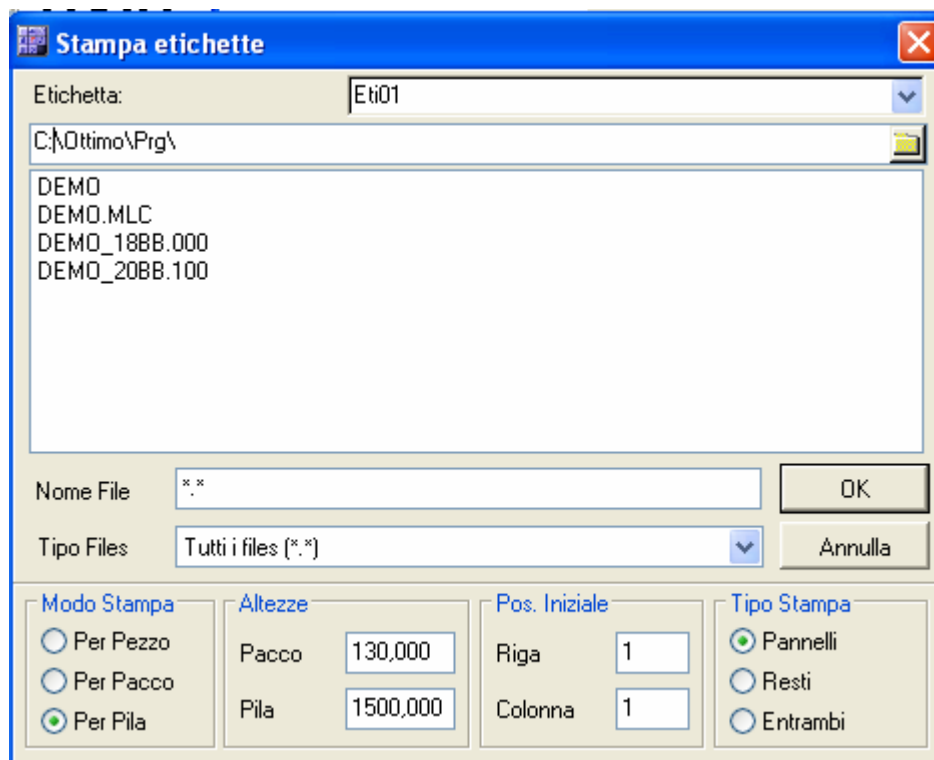 Stampa etichette
Etichetta: Eti01
C:\Ottimo\Prg\
DEMO
DEMO.MLC
DEMO_18BB.000
DEMO_20BB.100
Nome File *.* OK
Tipo Files Tutti i files (*.*) Annulla
Modo Stampa Altezze Pos. Iniziale Tipo Stampa
Per Pezzo Pacco 130,000 Riga 1 Pannelli
Per Pacco Resti
Per Pila Pila 1500,000 Colonna 1 Entrambi